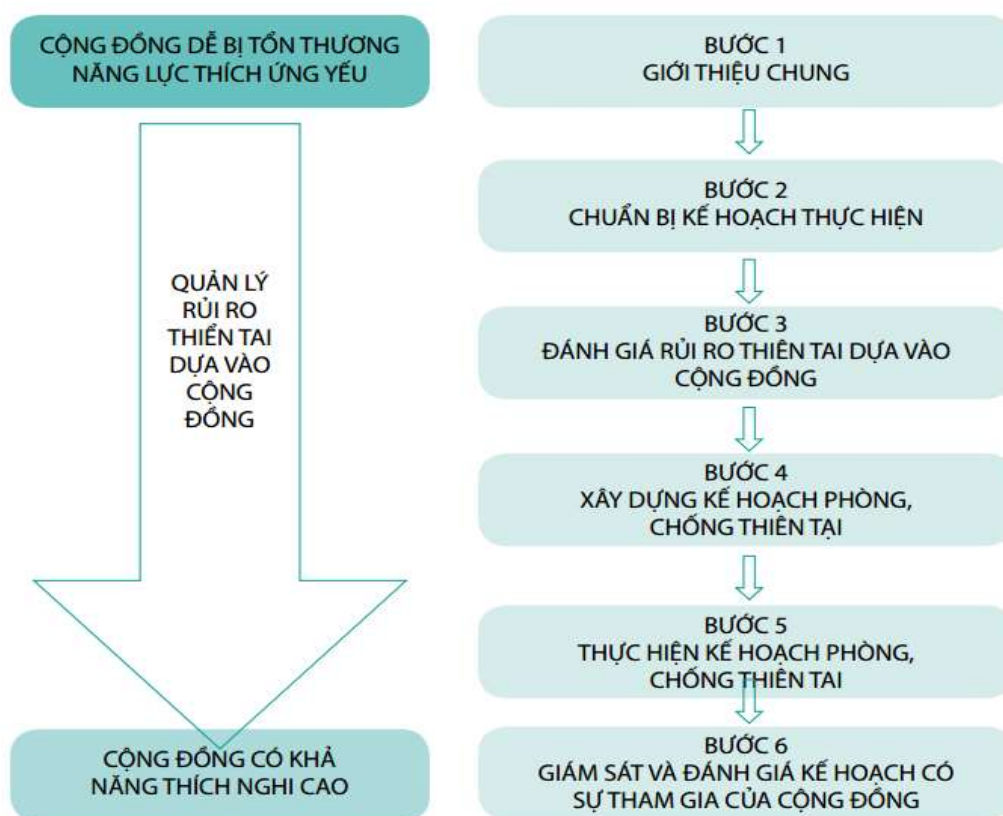 CỘNG ĐỒNG DỄ BỊ TỔN THƯƠNG
NĂNG LỰC THÍCH ỨNG YẾU
QUẢN LÝ
RỦI RO
THIỂN TAI
DỰA VÀO
CỘNG
ĐỒNG
CỘNG ĐỒNG CÓ KHẢ
NĂNG THÍCH NGHI CAO
BƯỚC 1
GIỚI THIỆU CHUNG
BƯỚC 2
CHUẨN BỊ KẾ HOẠCH THỰC HIỆN
BƯỚC 3
ĐÁNH GIÁ RỦI RO THIÊN TAI DỰA VÀO
CỘNG ĐỒNG
BƯỚC 4
XÂY DỰNG KẾ HOẠCH PHÒNG,
CHỐNG THIÊN TẠI
BƯỚC 5
THỰC HIỆN KẾ HOẠCH PHÒNG,
CHỐNG THIÊN TAI
BƯỚC 6
GIÁM SÁT VÀ ĐÁNH GIÁ KẾ HOẠCH CÓ
SỰ THAM GIA CỦA CỘNG ĐỒNG